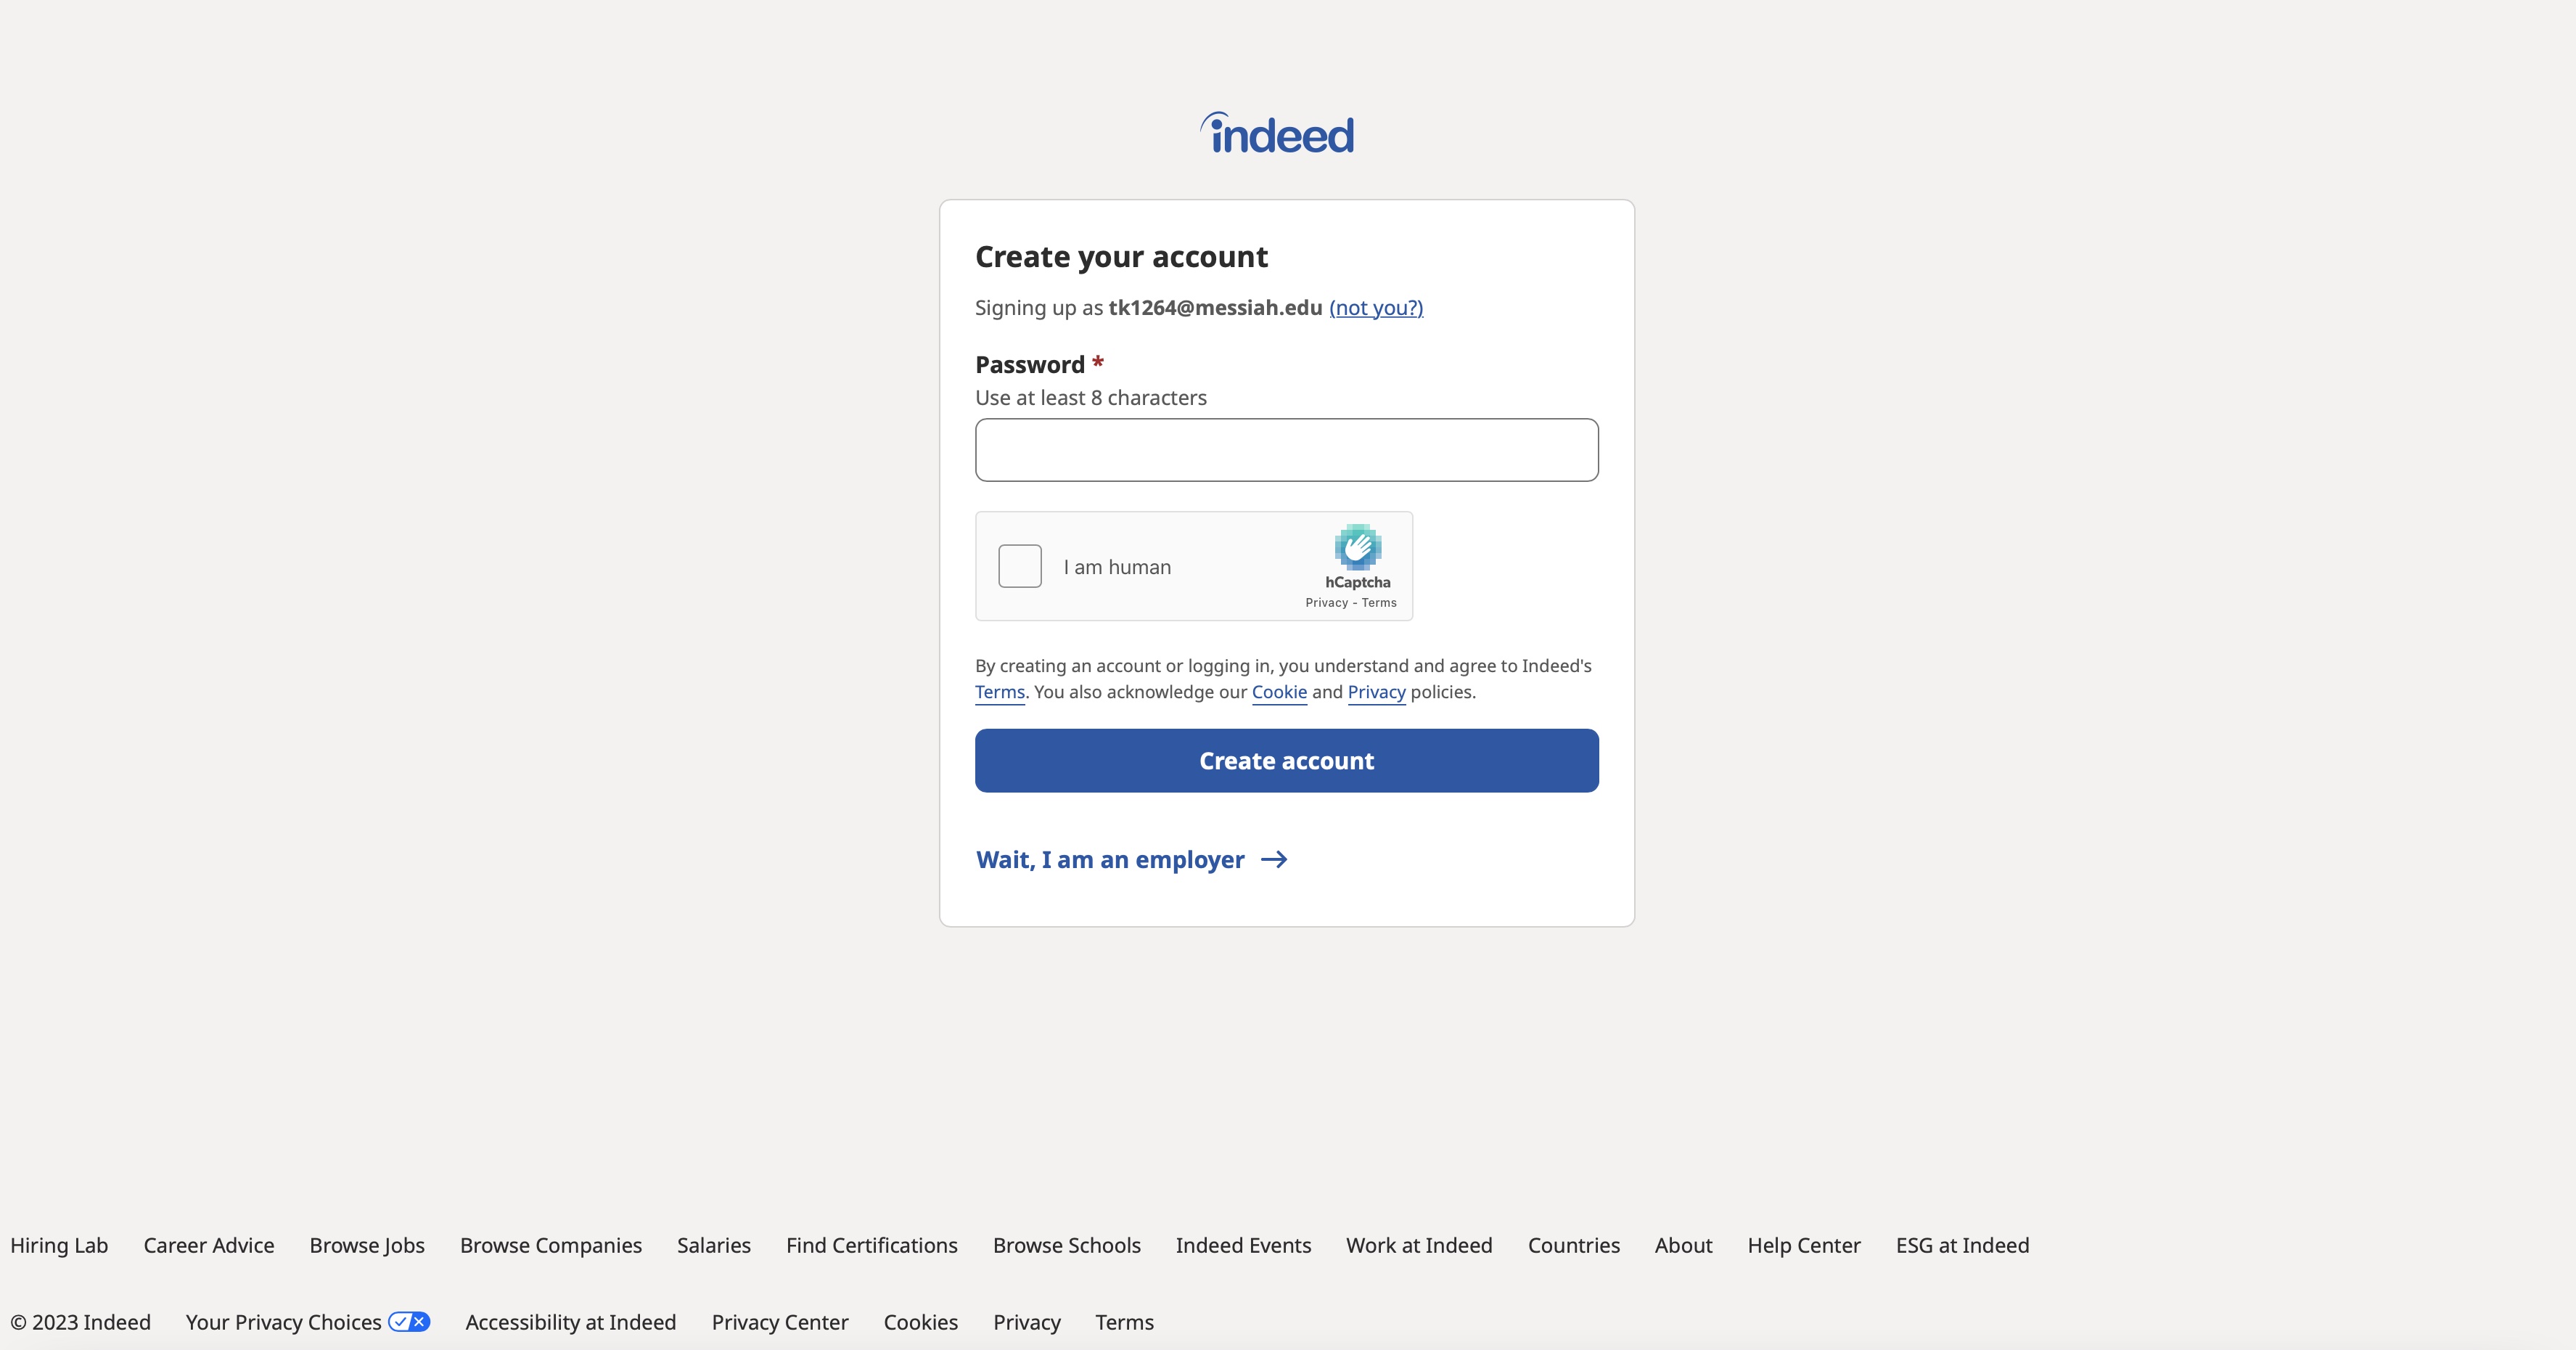 indeed
Create your account
Signing up as tk1264@messiah.edu (not you?)
Password *
Use at least 8 characters
I am human
hCaptcha
Privacy - Terms
By creating an account or logging in, you understand and agree to Indeed's
Terms. You also acknowledge our Cookie and Privacy policies.
Create account
Wait, I am an employer →
Hiring Lab Career Advice Browse Jobs Browse Companies Salaries Find Certifications Browse Schools Indeed Events Work at Indeed Countries About Help Center ESG at Indeed
© 2023 Indeed Your Privacy Choices Accessibility at Indeed Privacy Center Cookies Privacy Terms